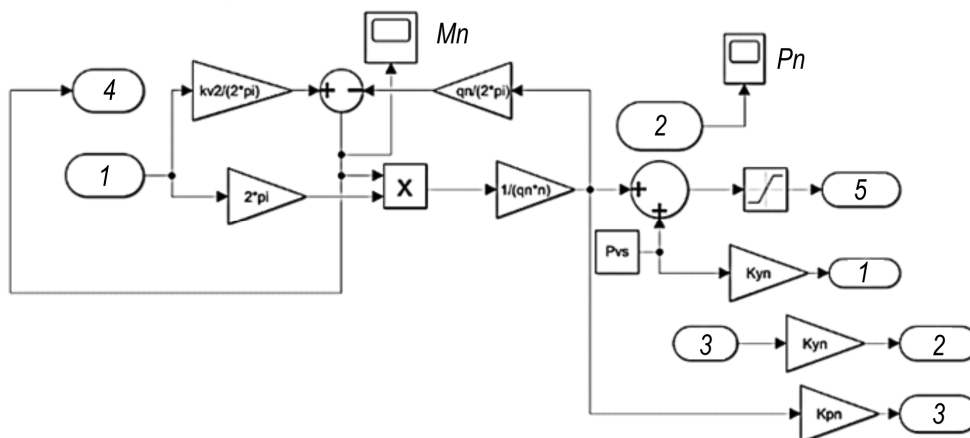 Mn
Pn
4
kv2/(2*pi)
+
−
qn/(2*pi)
2
1
2*pi
X
1/(qn*n)
+
+
5
Pvs
Kyn
1
3
Kyn
2
Kpn
3